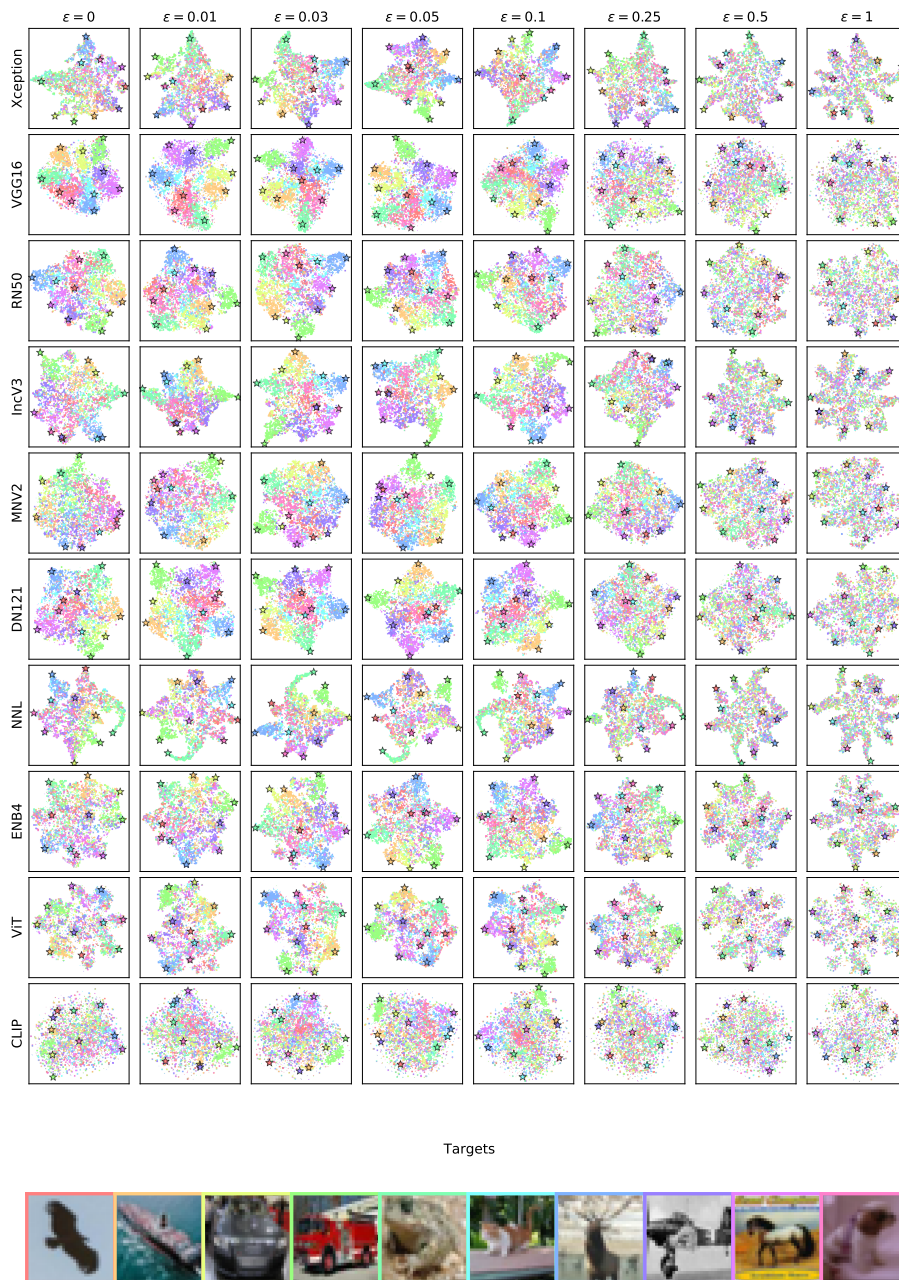 ε = 0 ε = 0.01 ε = 0.03 ε = 0.05 ε = 0.1 ε = 0.25 ε = 0.5 ε = 1
Xception
VGG16
RN50
IncV3
MNV2
DN121
NNL
ENB4
ViT
CLIP
Targets